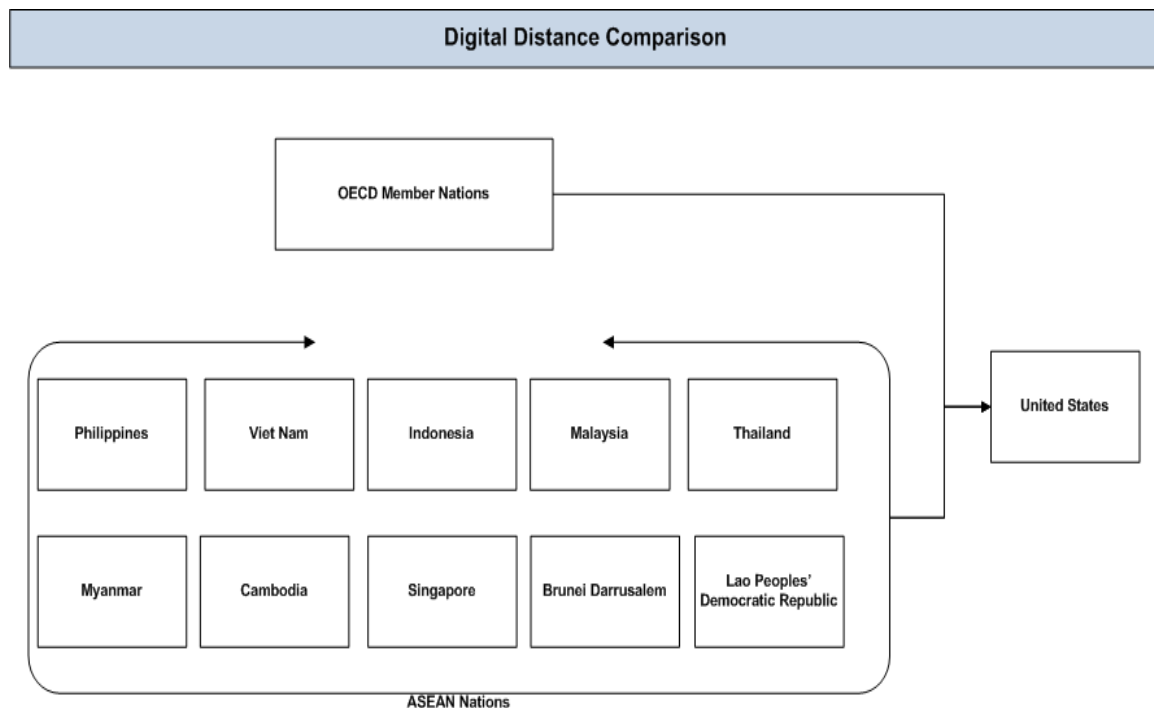 Digital Distance Comparison
OECD Member Nations
United States
Philippines
Viet Nam
Indonesia
Malaysia
Thailand
Myanmar
Cambodia
Singapore
Brunei Darrusalem
Lao Peoples'
Democratic Republic
ASEAN Nations